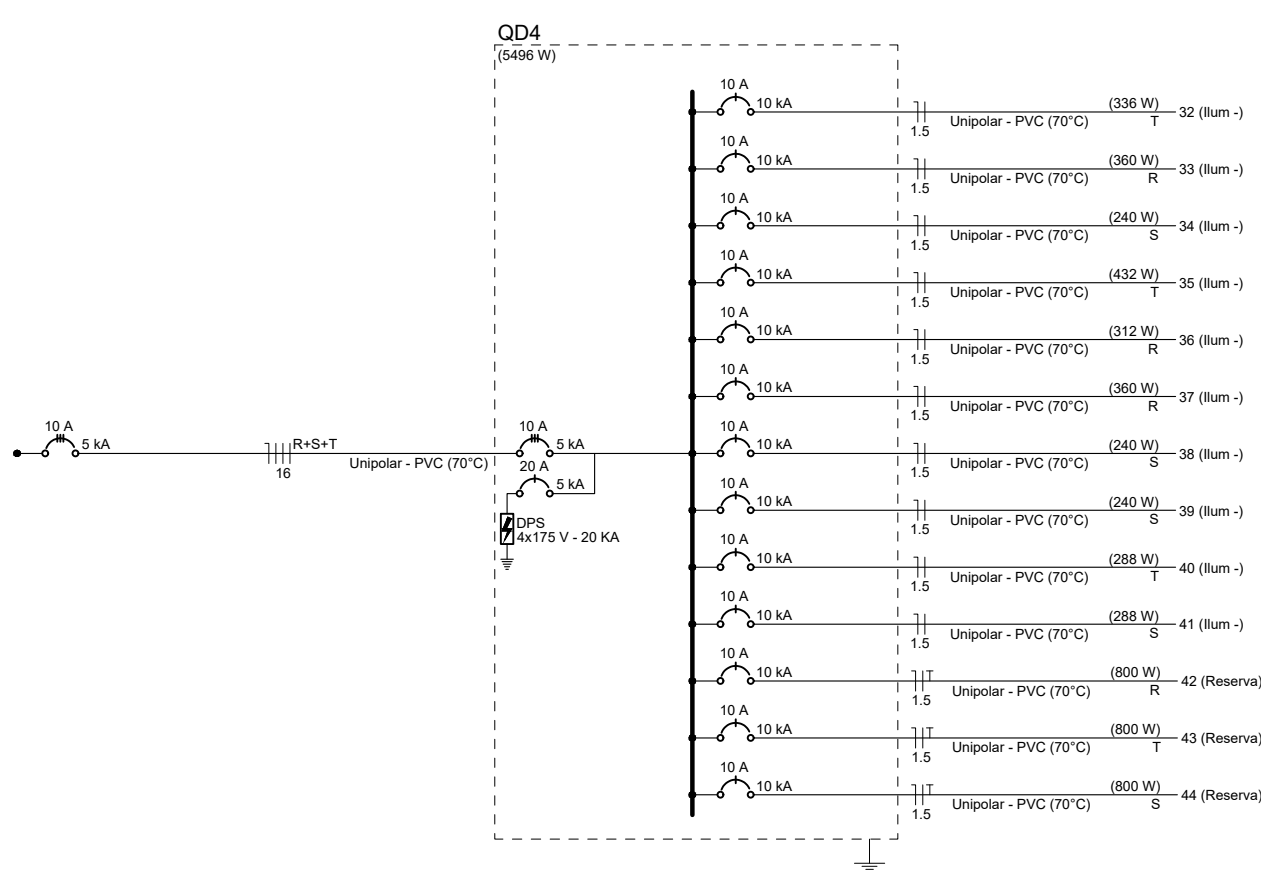 QD4
(5496 W)
10 A
5 kA
R+S+T
16
Unipolar - PVC (70°C)
10 A
5 kA
20 A
5 kA
DPS
4x175 V - 20 KA
10 A
10 kA
1.5
Unipolar - PVC (70°C)
(336 W)
T
32 (Ilum -)
10 A
10 kA
1.5
Unipolar - PVC (70°C)
(360 W)
R
33 (Ilum -)
10 A
10 kA
1.5
Unipolar - PVC (70°C)
(240 W)
S
34 (Ilum -)
10 A
10 kA
1.5
Unipolar - PVC (70°C)
(432 W)
T
35 (Ilum -)
10 A
10 kA
1.5
Unipolar - PVC (70°C)
(312 W)
R
36 (Ilum -)
10 A
10 kA
1.5
Unipolar - PVC (70°C)
(360 W)
R
37 (Ilum -)
10 A
10 kA
1.5
Unipolar - PVC (70°C)
(240 W)
S
38 (Ilum -)
10 A
10 kA
1.5
Unipolar - PVC (70°C)
(240 W)
S
39 (Ilum -)
10 A
10 kA
1.5
Unipolar - PVC (70°C)
(288 W)
T
40 (Ilum -)
10 A
10 kA
1.5
Unipolar - PVC (70°C)
(288 W)
S
41 (Ilum -)
10 A
10 kA
T
1.5
Unipolar - PVC (70°C)
(800 W)
R
42 (Reserva)
10 A
10 kA
T
1.5
Unipolar - PVC (70°C)
(800 W)
T
43 (Reserva)
10 A
10 kA
T
1.5
Unipolar - PVC (70°C)
(800 W)
S
44 (Reserva)